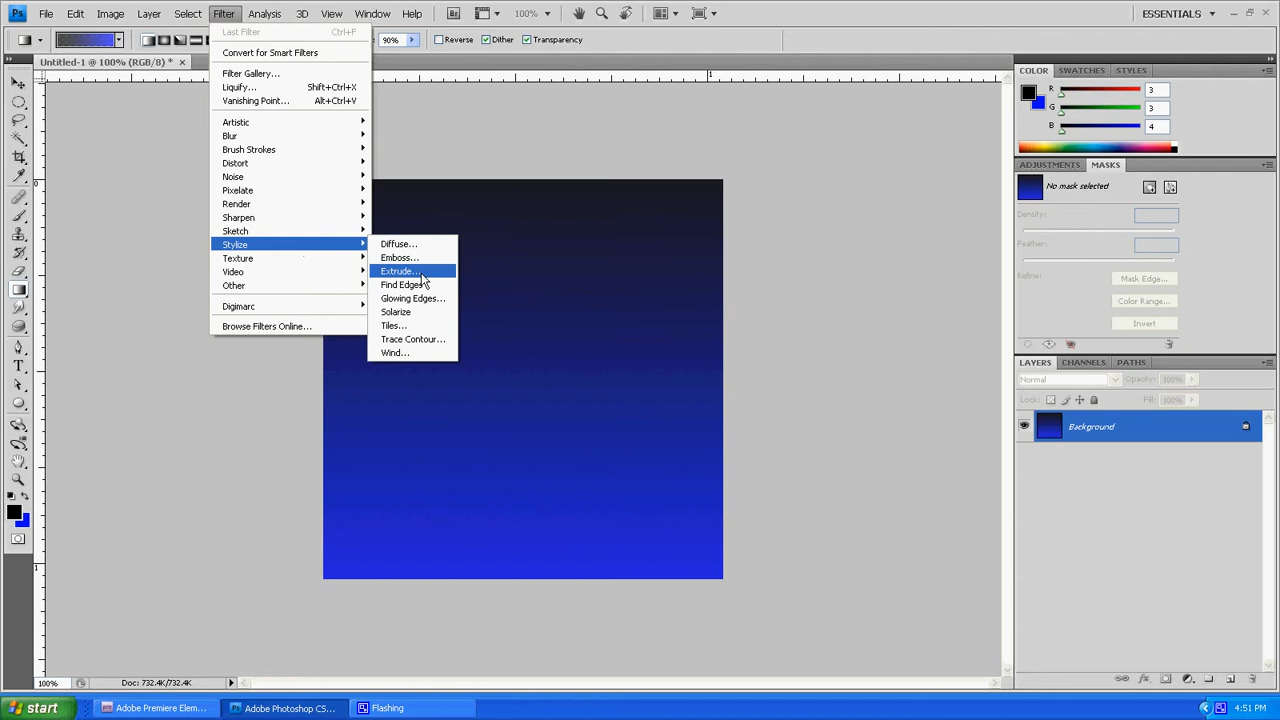 Ps File Edit Image Layer Select Filter Analysis 3D View Window Help Br 100% ESSENTIALS
90% Reverse Dither Transparency
Untitled-1 @ 100% (RGB/8) *
Last Filter Ctrl+F
Convert for Smart Filters
Filter Gallery...
Liquify... Shift+Ctrl+X
Vanishing Point... Alt+Ctrl+V
Artistic
Blur
Brush Strokes
Distort
Noise
Pixelate
Render
Sharpen
Sketch
Stylize
Texture
Video
Other
Digimarc
Browse Filters Online...
Diffuse...
Emboss...
Extrude...
Find Edges
Glowing Edges...
Solarize
Tiles...
Trace Contour...
Wind...
1
0
1
COLOR SWATCHES STYLES
R 3
G 3
B 4
ADJUSTMENTS MASKS
No mask selected
Density:
Feather:
Refine: Mask Edge...
Color Range...
Invert
LAYERS CHANNELS PATHS
Normal Opacity: 100%
Lock: Fill: 100%
Background
100% Doc: 732.4K/732.4K
start Adobe Premiere Elem... Adobe Photoshop CS... Flashing 4:51 PM